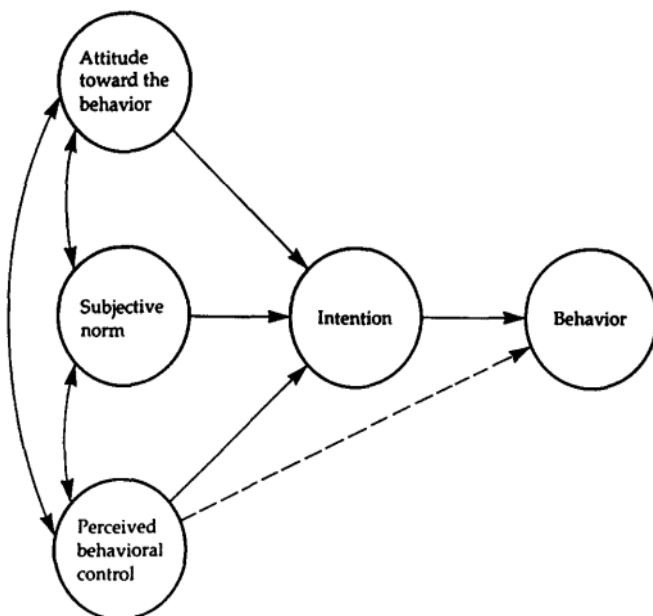 Attitude
toward the
behavior
Subjective
norm
Intention
Behavior
Perceived
behavioral
control